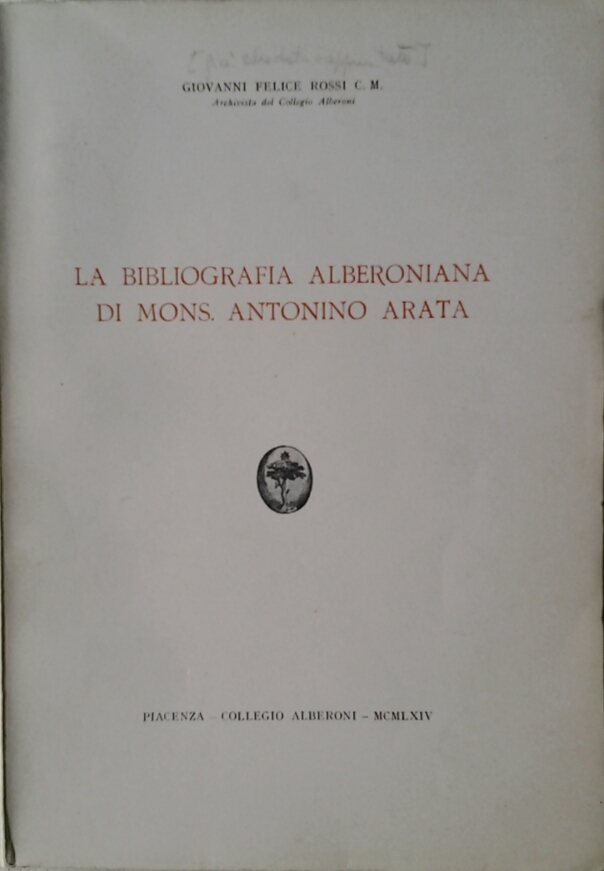 GIOVANNI FELICE ROSSI C. M.
Archivista del Collegio Alberoni
LA BIBLIOGRAFIA ALBERONIANA
DI MONS. ANTONINO ARATA
PIACENZA – COLLEGIO ALBERONI – MCMLXIV